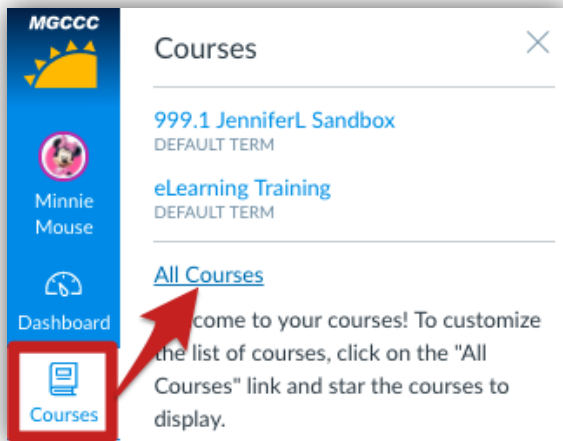 MGCCC
Minnie
Mouse
Dashboard
Courses
Courses
999.1 JenniferL Sandbox
DEFAULT TERM
eLearning Training
DEFAULT TERM
All Courses
come to your courses! To customize
the list of courses, click on the "All
Courses" link and star the courses to
display.